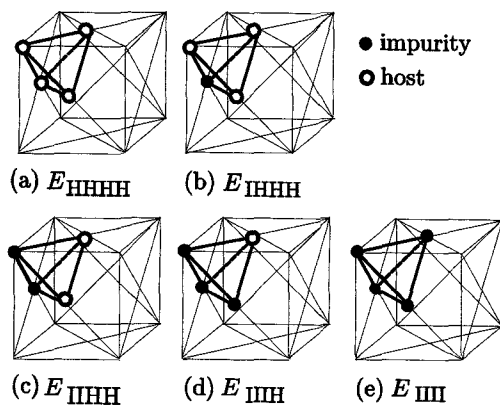 impurity
host
(a) E_HHHH
(b) E_IHHH
(c) E_IIHH
(d) E_IIIH
(e) E_IIII